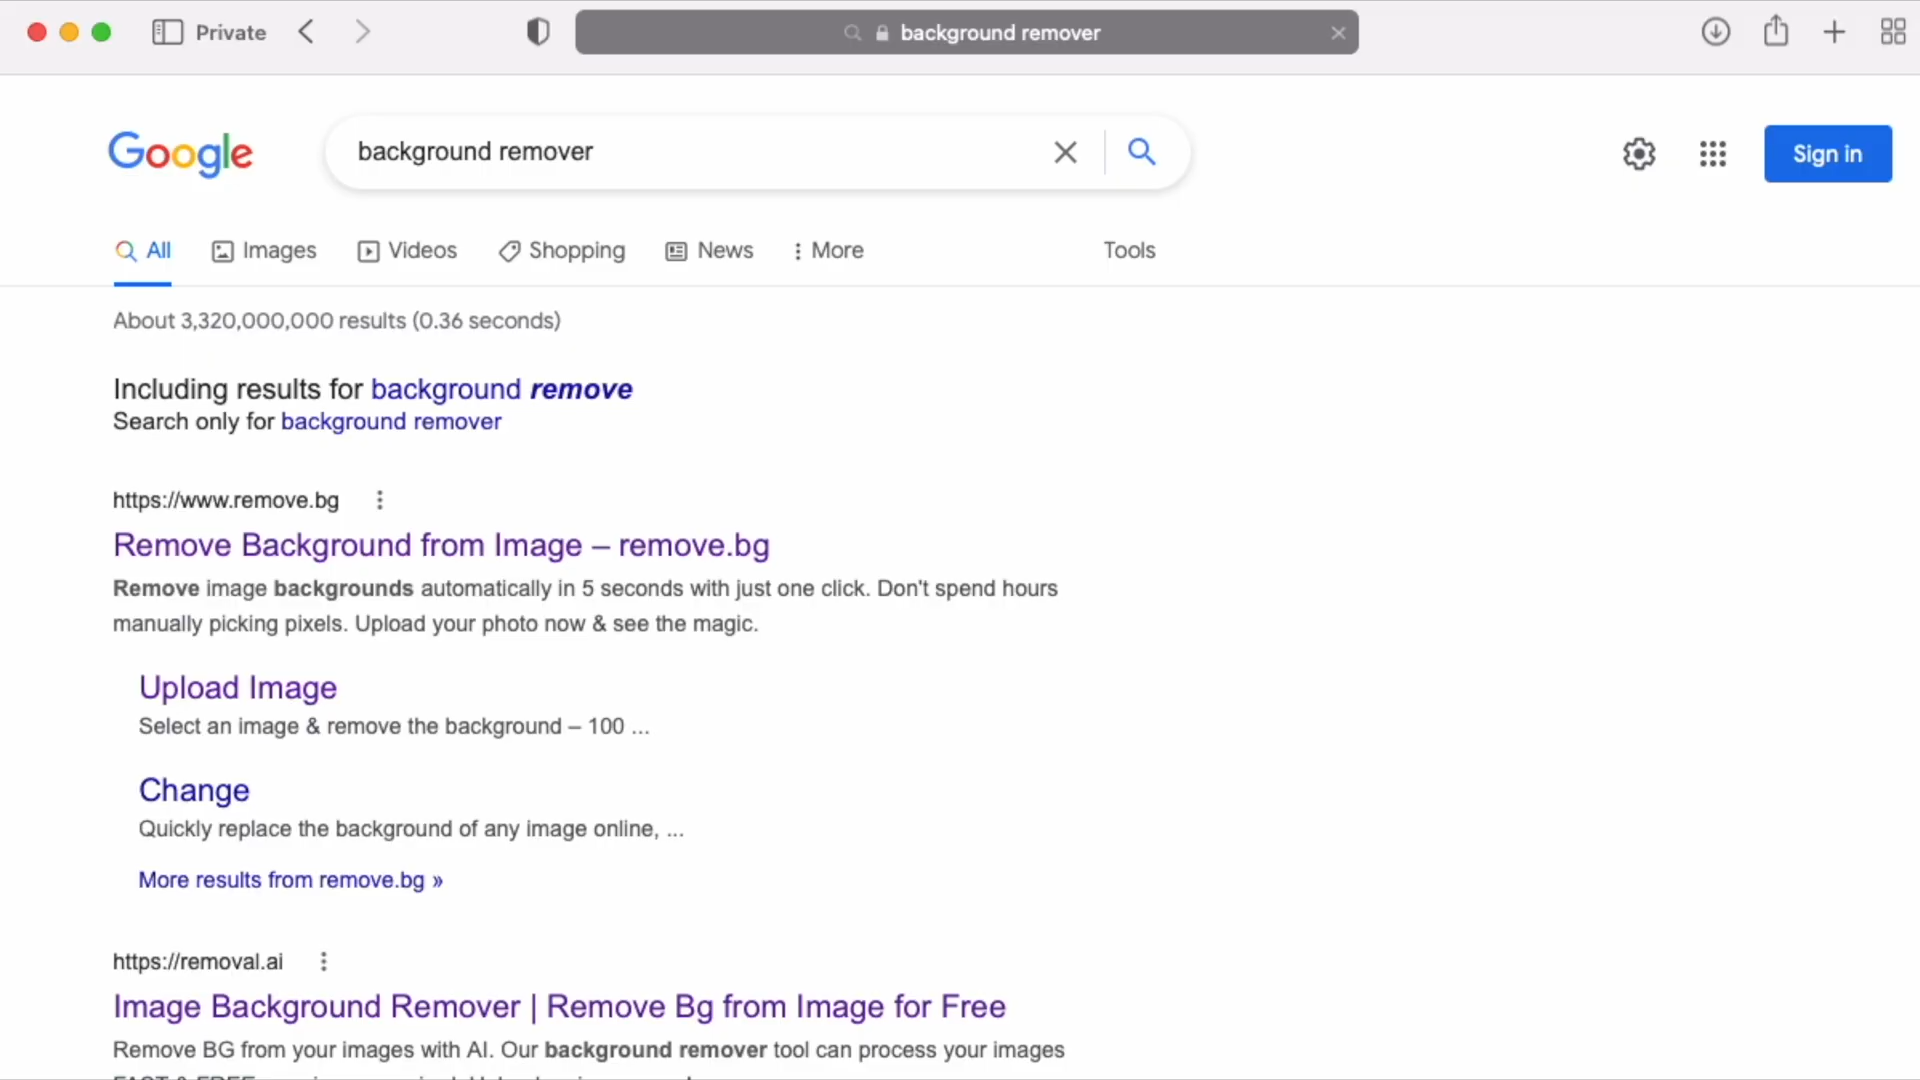 Private
background remover
Google
background remover
Sign in
All
Images
Videos
Shopping
News
More
Tools
About 3,320,000,000 results (0.36 seconds)
Including results for background remove
Search only for background remover
https://www.remove.bg
Remove Background from Image – remove.bg
Remove image backgrounds automatically in 5 seconds with just one click. Don't spend hours
manually picking pixels. Upload your photo now & see the magic.
Upload Image
Select an image & remove the background – 100 ...
Change
Quickly replace the background of any image online, ...
More results from remove.bg »
https://removal.ai
Image Background Remover | Remove Bg from Image for Free
Remove BG from your images with AI. Our background remover tool can process your images
FAST & FREE